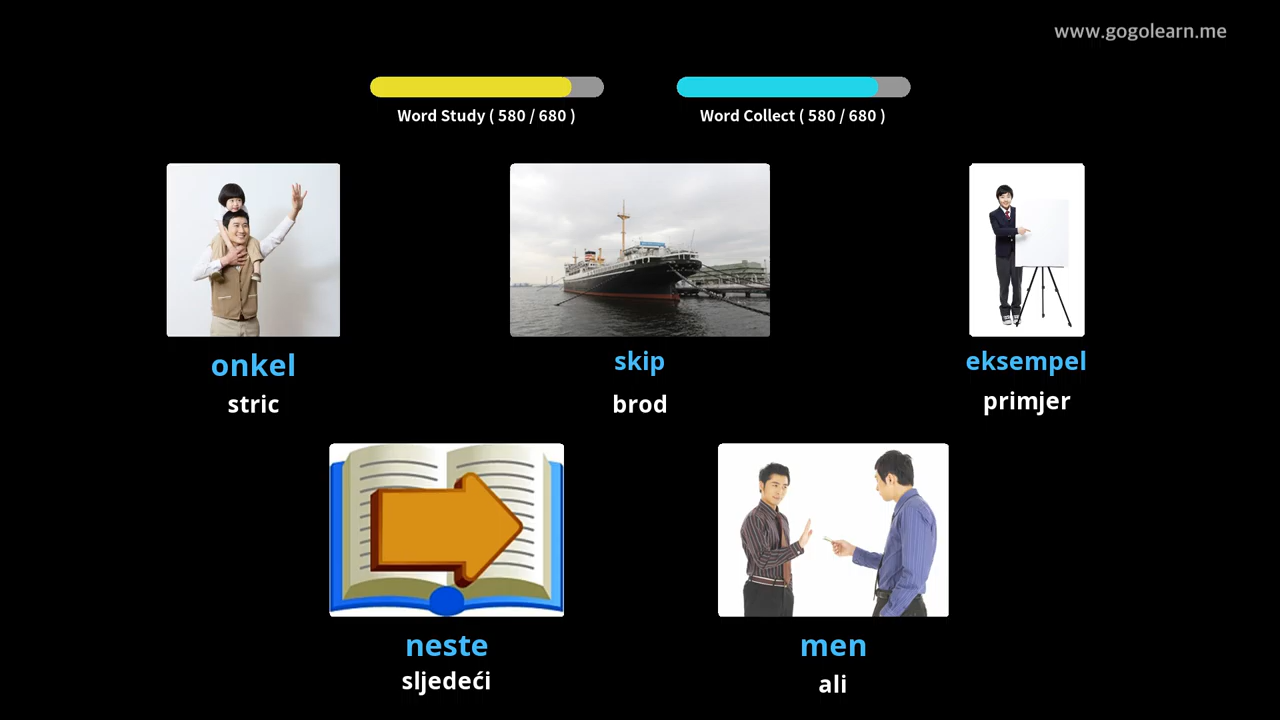 www.gogolearn.me
Word Study ( 580 / 680 )
Word Collect ( 580 / 680 )
onkel
stric
skip
brod
eksempel
primjer
neste
sljedeći
men
ali